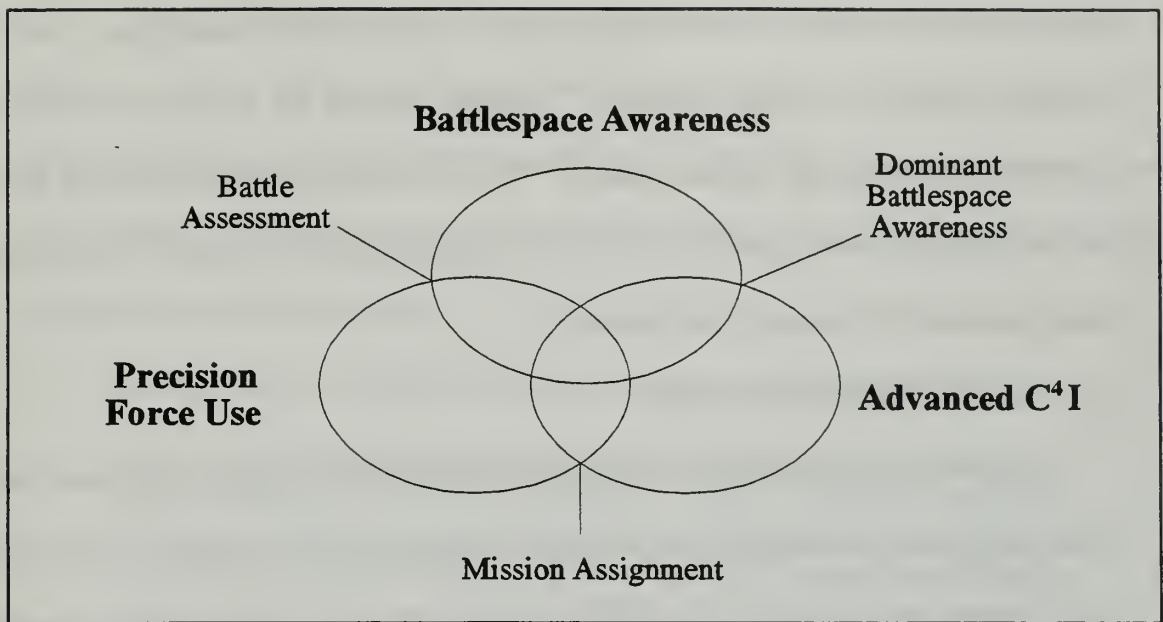 Battlespace Awareness
Battle
Assessment
Dominant
Battlespace
Awareness
Precision
Force Use
Advanced C⁴I
Mission Assignment